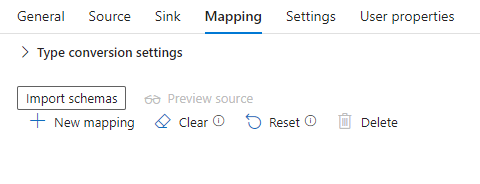 General Source Sink Mapping Settings User properties
Type conversion settings
Import schemas Preview source
New mapping Clear Reset Delete